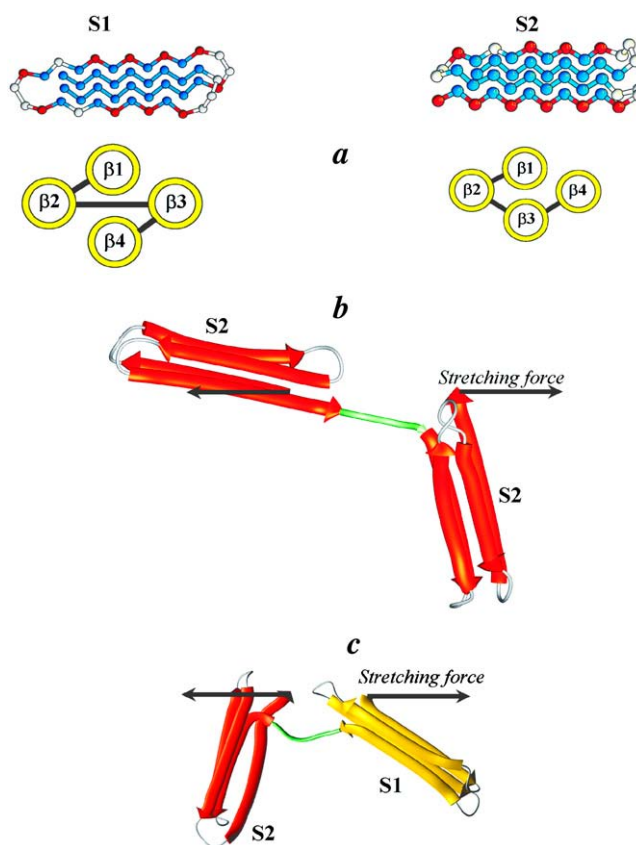 S1 S2
a
β1
β2 β3
β4
β1
β2 β4
β3
b
S2
Stretching force
S2
c
Stretching force
S1
S2